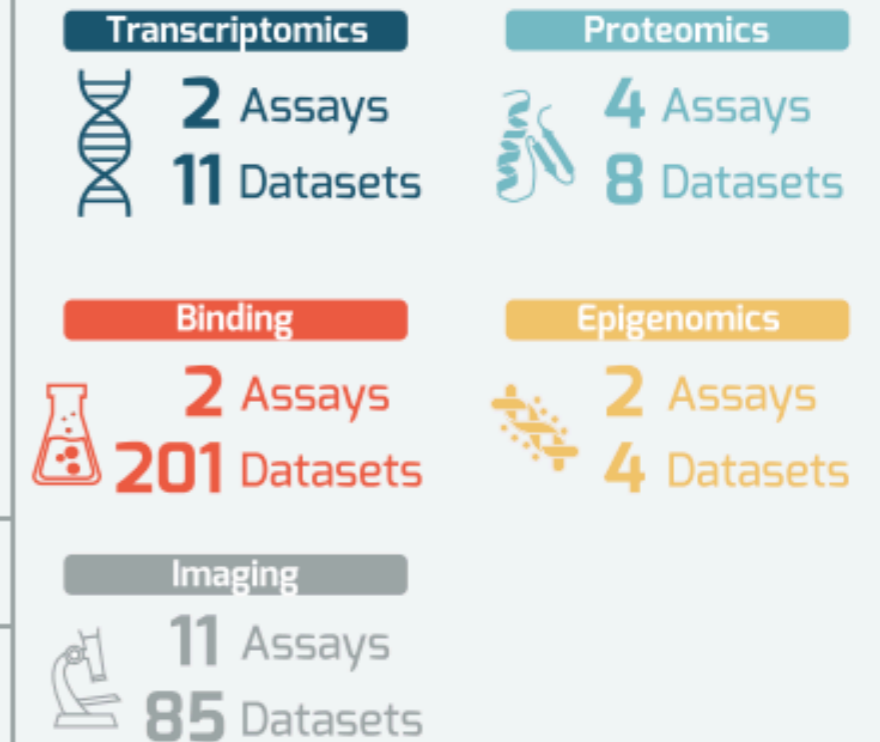 Transcriptomics
2 Assays
11 Datasets
Proteomics
4 Assays
8 Datasets
Binding
2 Assays
201 Datasets
Epigenomics
2 Assays
4 Datasets
Imaging
11 Assays
85 Datasets